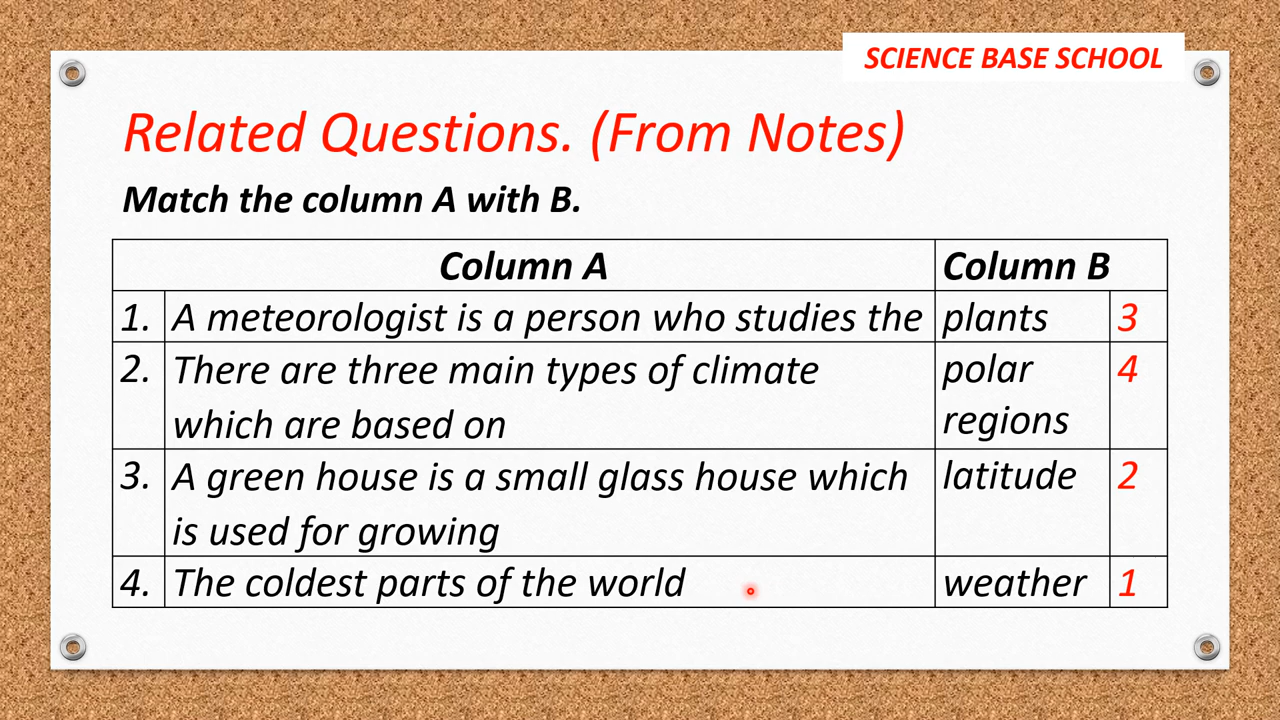 SCIENCE BASE SCHOOL
Related Questions. (From Notes)
Match the column A with B.
Column A Column B
1. A meteorologist is a person who studies the plants 3
2. There are three main types of climate polar 4
which are based on regions
3. A green house is a small glass house which latitude 2
is used for growing
4. The coldest parts of the world weather 1